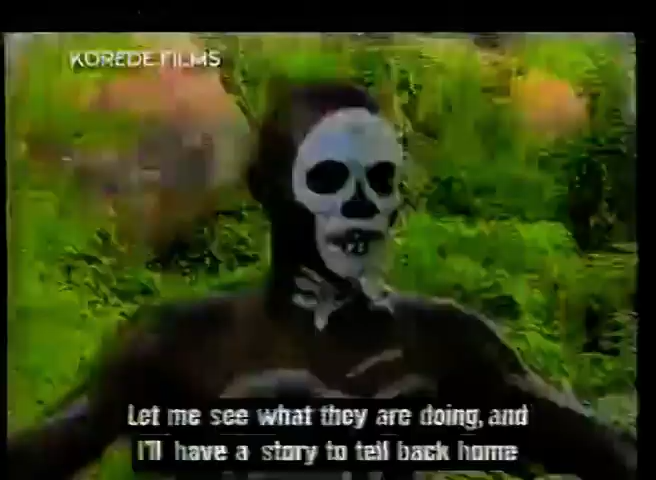 KOREDE FILMS
Let me see what they are doing, and
I'll have a story to tell back home